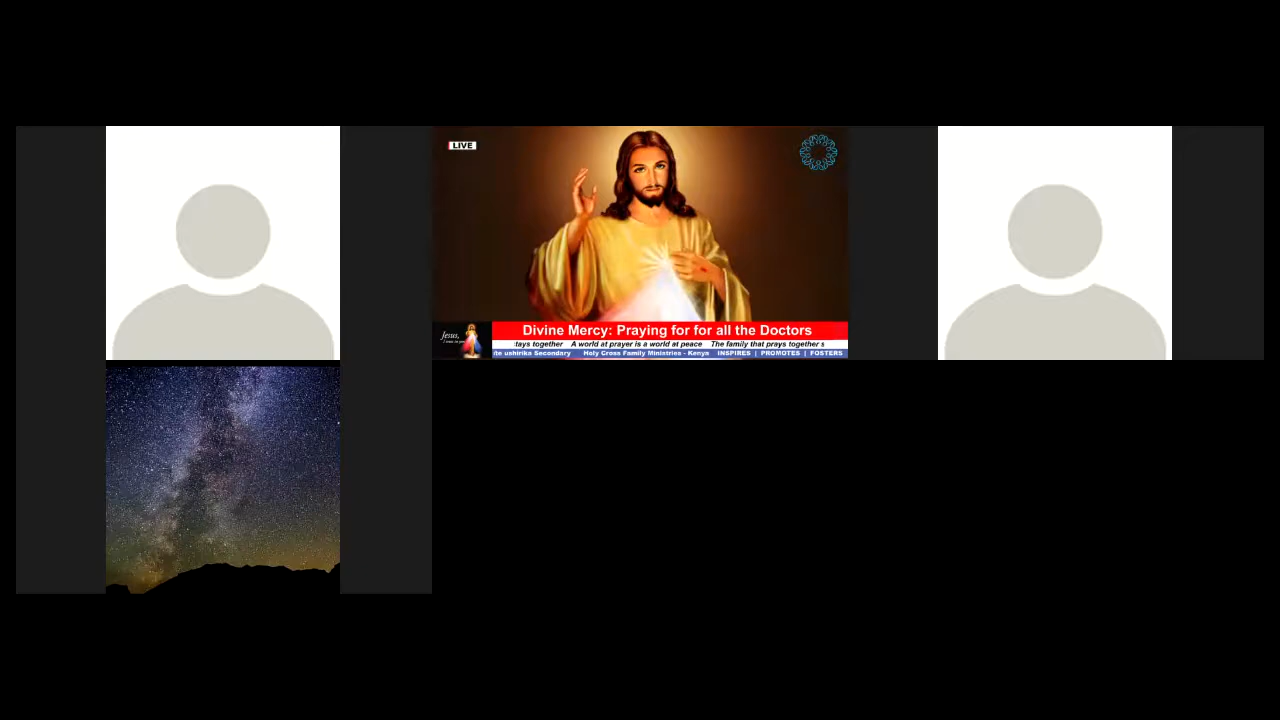 LIVE
Divine Mercy: Praying for for all the Doctors
Jesus,
tays together A world at prayer is a world at peace The family that prays together s
ushirika Secondary Holy Cross Family Ministries - Kenya INSPIRES | PROMOTES | FOSTERS